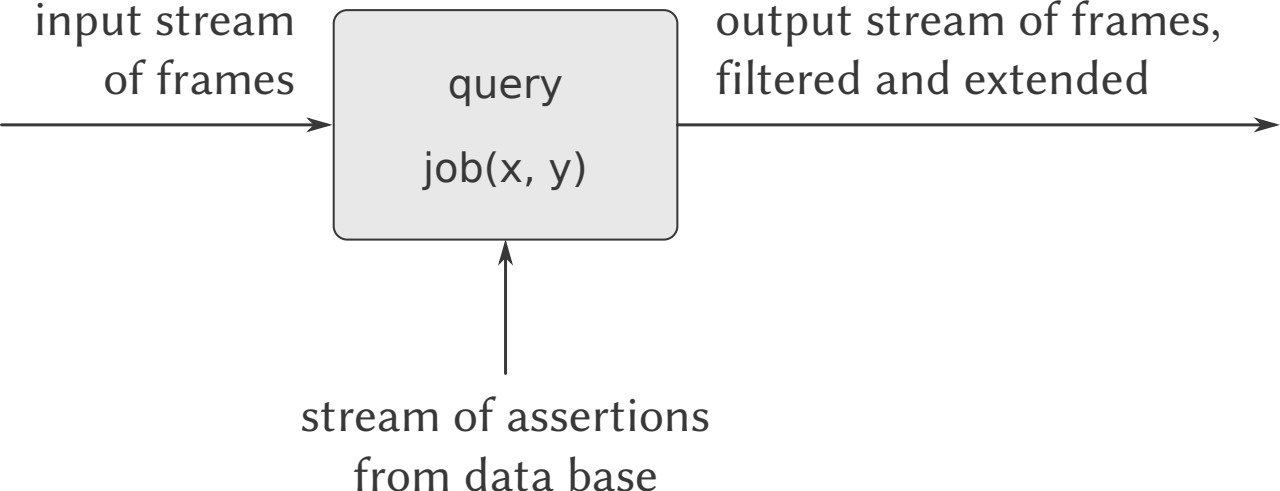 input stream
of frames
query
job(x, y)
output stream of frames,
filtered and extended
stream of assertions
from data base